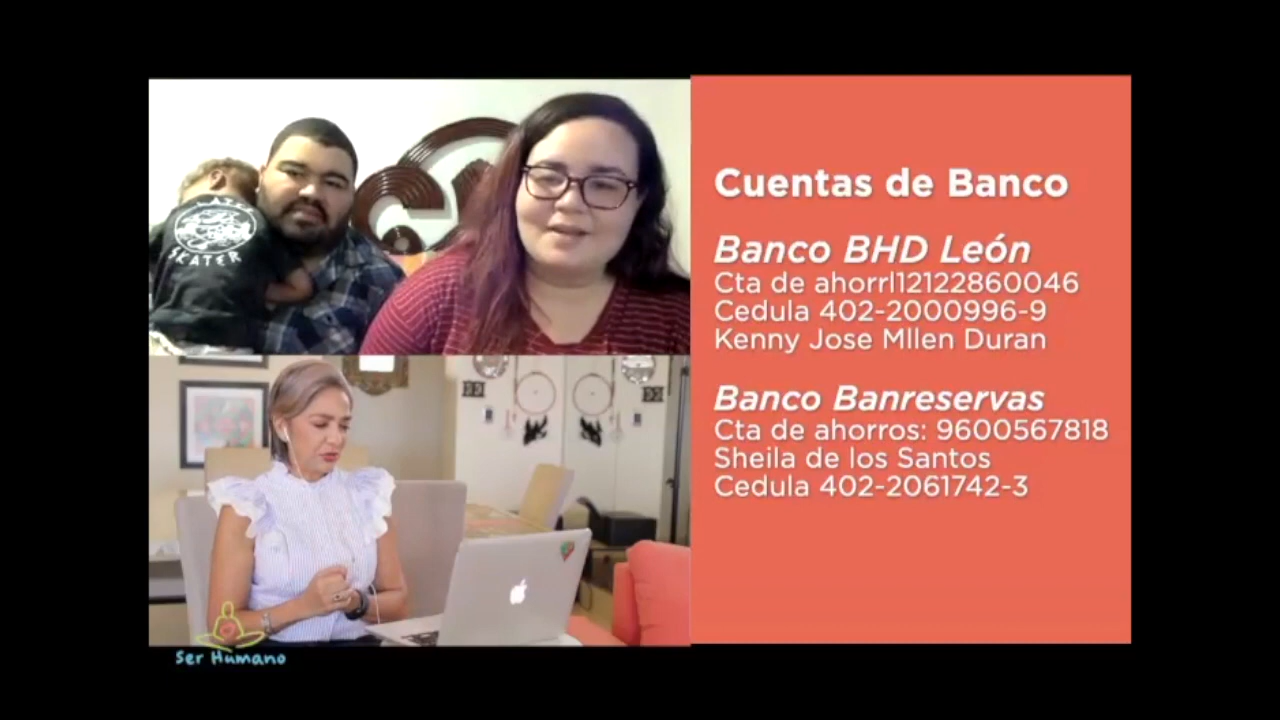 LATE
SKATER
Cuentas de Banco
Banco BHD León
Cta de ahorrl12122860046
Cedula 402-2000996-9
Kenny Jose Mllen Duran
Banco Banreservas
Cta de ahorros: 9600567818
Sheila de los Santos
Cedula 402-2061742-3
Ser Humano